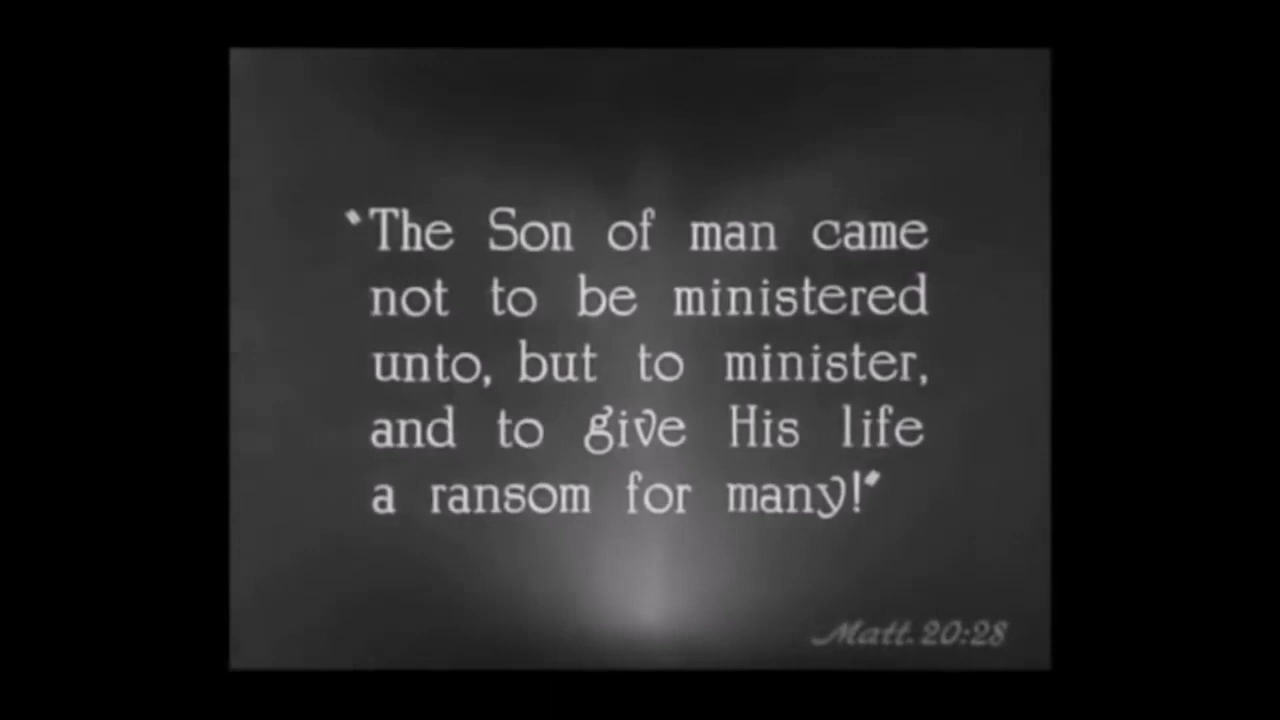 "The Son of man came
not to be ministered
unto, but to minister,
and to give His life
a ransom for many!"
Matt. 20:28